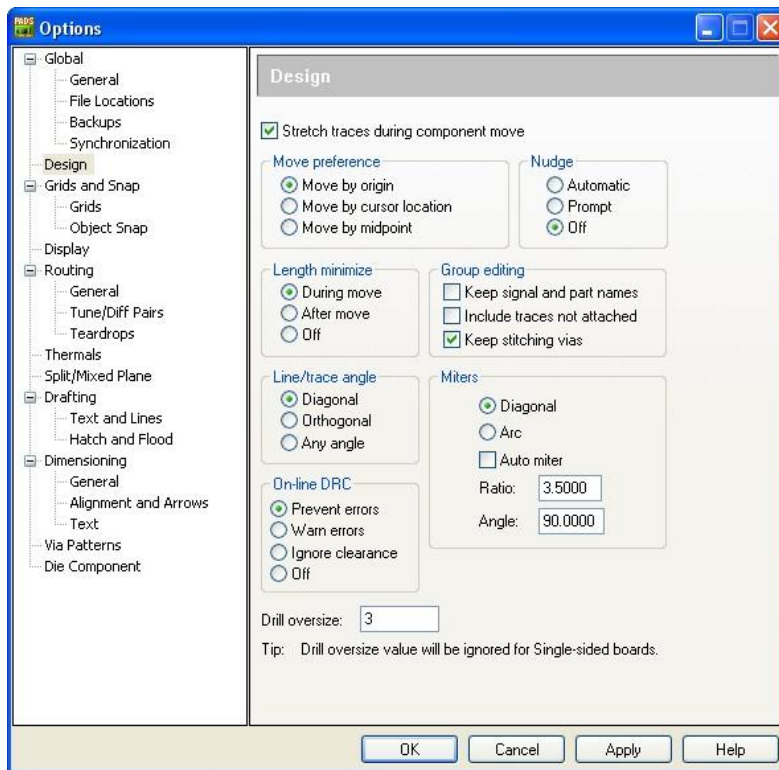 PADS
Options
Global
General
File Locations
Backups
Synchronization
Design
Grids and Snap
Grids
Object Snap
Display
Routing
General
Tune/Diff Pairs
Teardrops
Thermals
Split/Mixed Plane
Drafting
Text and Lines
Hatch and Flood
Dimensioning
General
Alignment and Arrows
Text
Via Patterns
Die Component
Design
Stretch traces during component move
Move preference
Move by origin
Move by cursor location
Move by midpoint
Nudge
Automatic
Prompt
Off
Length minimize
During move
After move
Off
Group editing
Keep signal and part names
Include traces not attached
Keep stitching vias
Line/trace angle
Diagonal
Orthogonal
Any angle
Miters
Diagonal
Arc
Auto miter
Ratio: 3.5000
Angle: 90.0000
On-line DRC
Prevent errors
Warn errors
Ignore clearance
Off
Drill oversize: 3
Tip: Drill oversize value will be ignored for Single-sided boards.
OK Cancel Apply Help